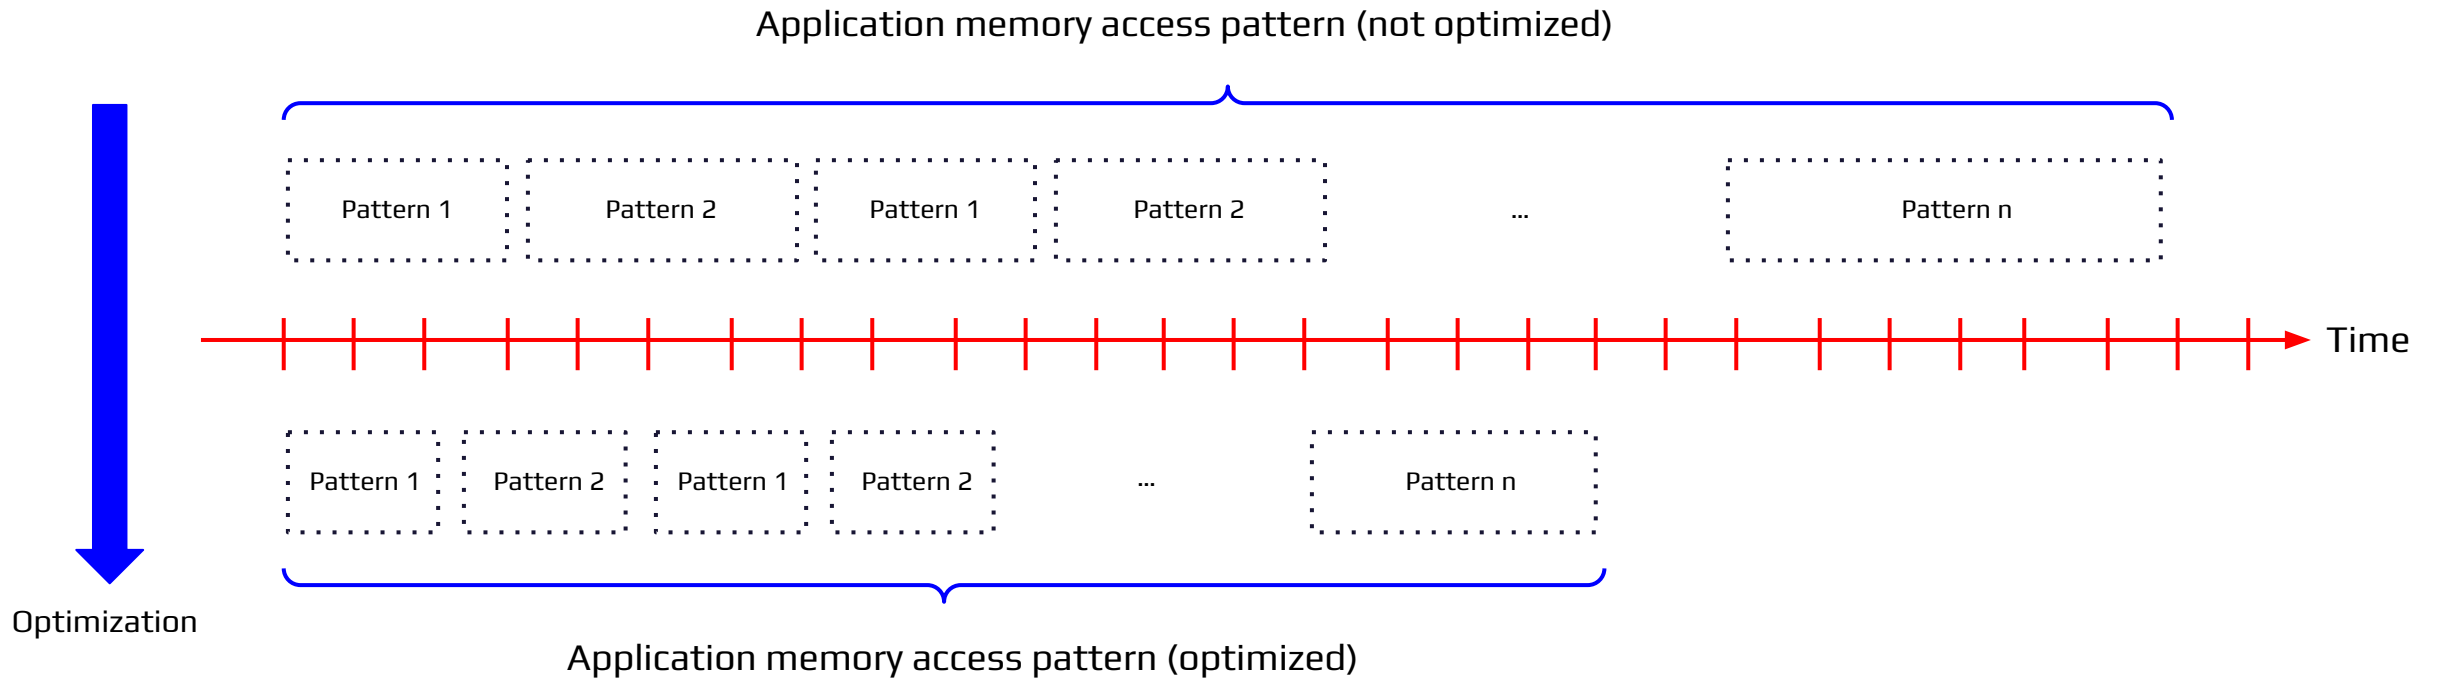 Application memory access pattern (not optimized)
Pattern 1
Pattern 2
Pattern 1
Pattern 2
...
Pattern n
Time
Pattern 1
Pattern 2
Pattern 1
Pattern 2
...
Pattern n
Optimization
Application memory access pattern (optimized)